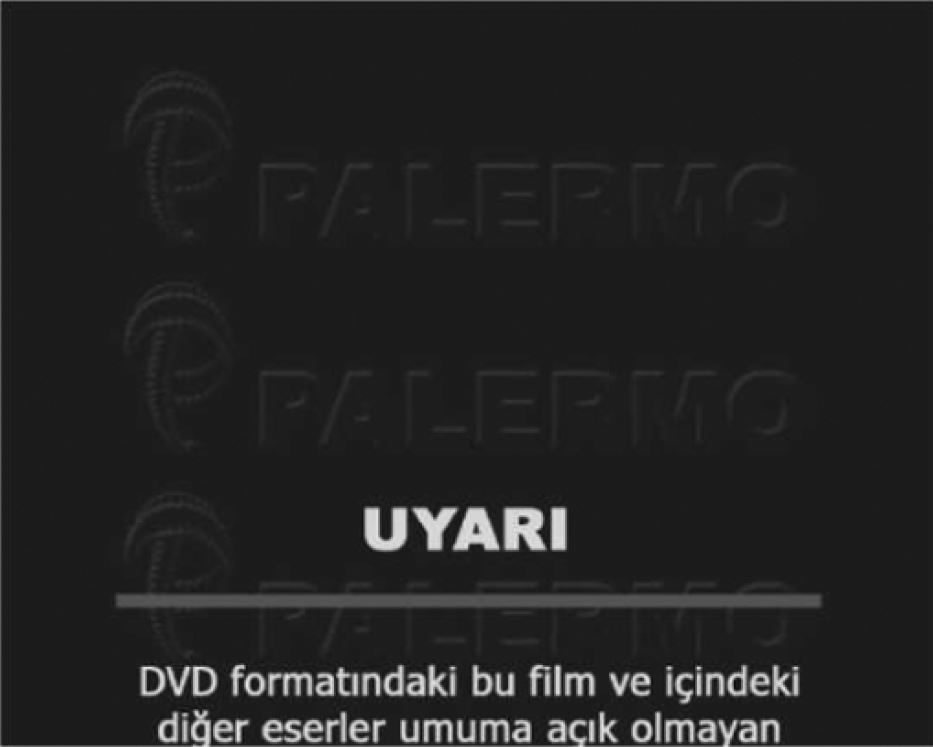 PALERMO
PALERMO
UYARI
PALERMO
DVD formatındaki bu film ve içindeki
diğer eserler umuma açık olmayan